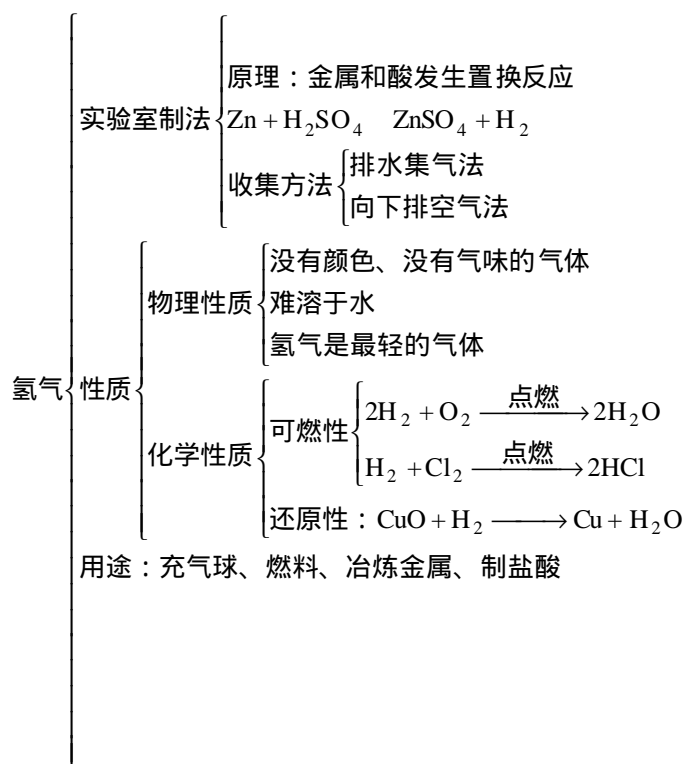 原理：金属和酸发生置换反应
实验室制法
Zn + H₂SO₄ ZnSO₄ + H₂
收集方法
排水集气法
向下排空气法
氢气
性质
物理性质
没有颜色、没有气味的气体
难溶于水
氢气是最轻的气体
化学性质
可燃性
2H₂ + O₂ 点燃→ 2H₂O
H₂ + Cl₂ 点燃→ 2HCl
还原性：CuO + H₂ → Cu + H₂O
用途：充气球、燃料、冶炼金属、制盐酸